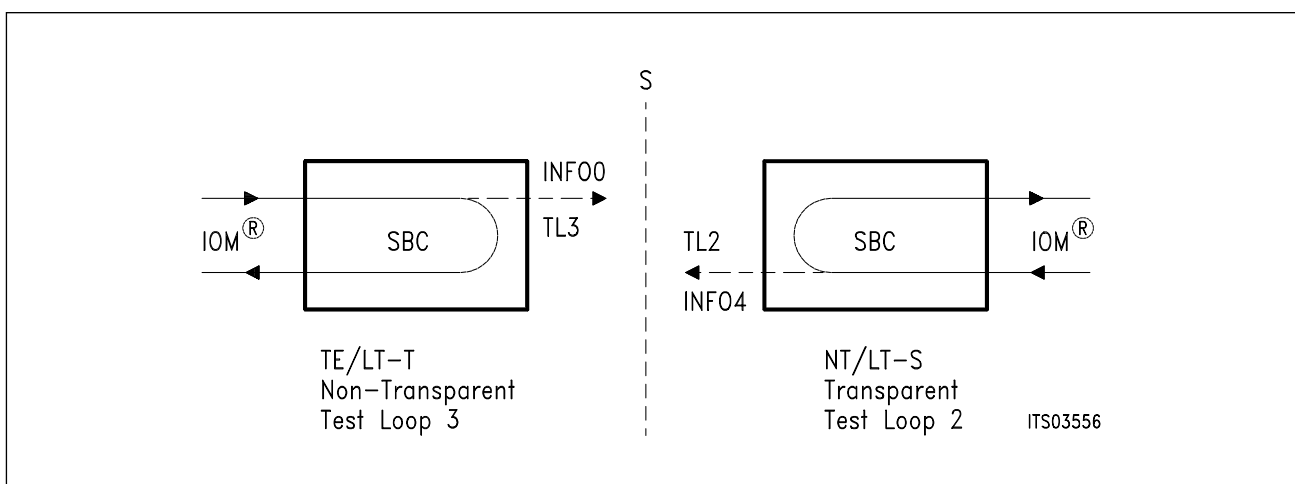 S
INFO0
TL3
IOM®
SBC
TE/LT-T
Non-Transparent
Test Loop 3
TL2
INFO4
SBC
IOM®
NT/LT-S
Transparent
Test Loop 2
ITS03556